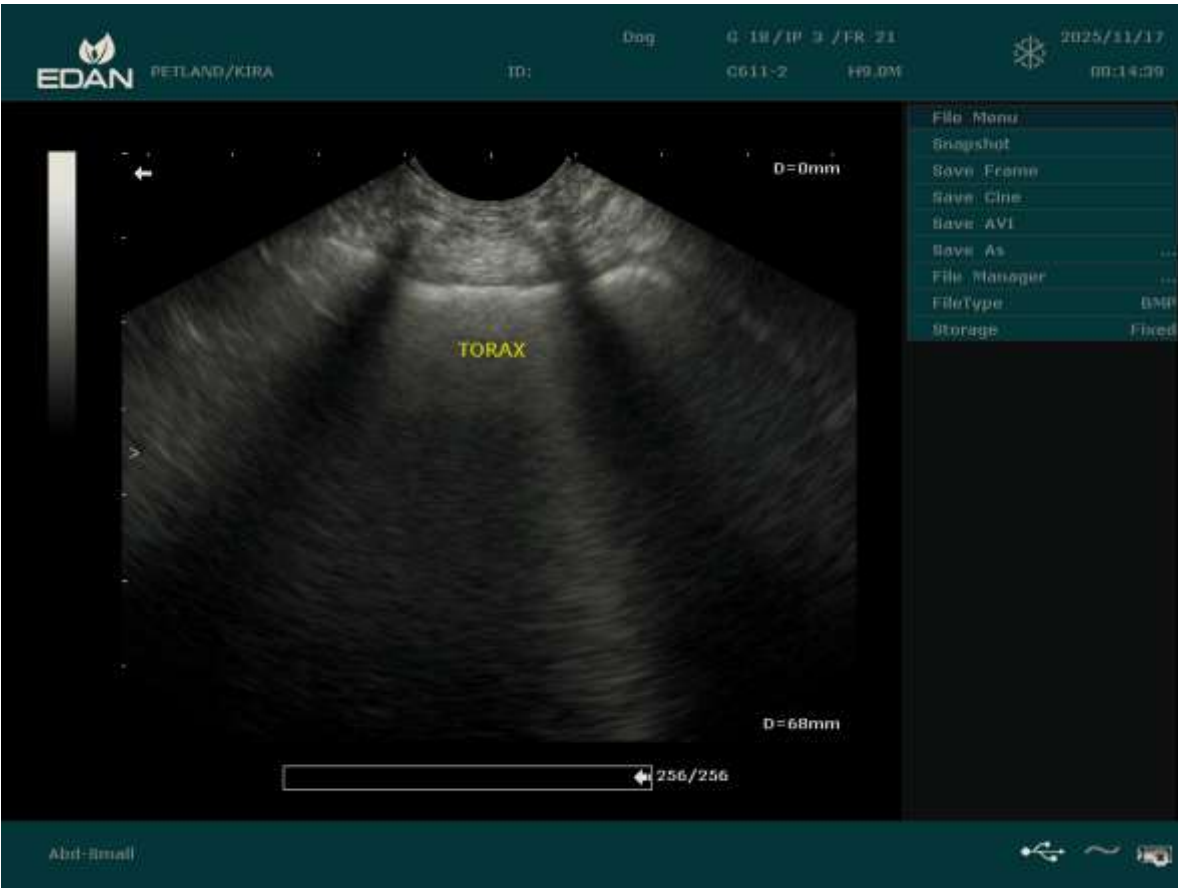 EDAN
PETLAND/KIRA
ID:
Dog
G 18/IP 3 /FR 21
C611-2 H9.0M
2025/11/17
00:14:39
File Menu
Snapshot
Save Frame
Save Cine
Save AVI
Save As ...
File Manager ...
FileType BMP
Storage Fixed
D=0mm
TORAX
D=68mm
256/256
Abd-Small